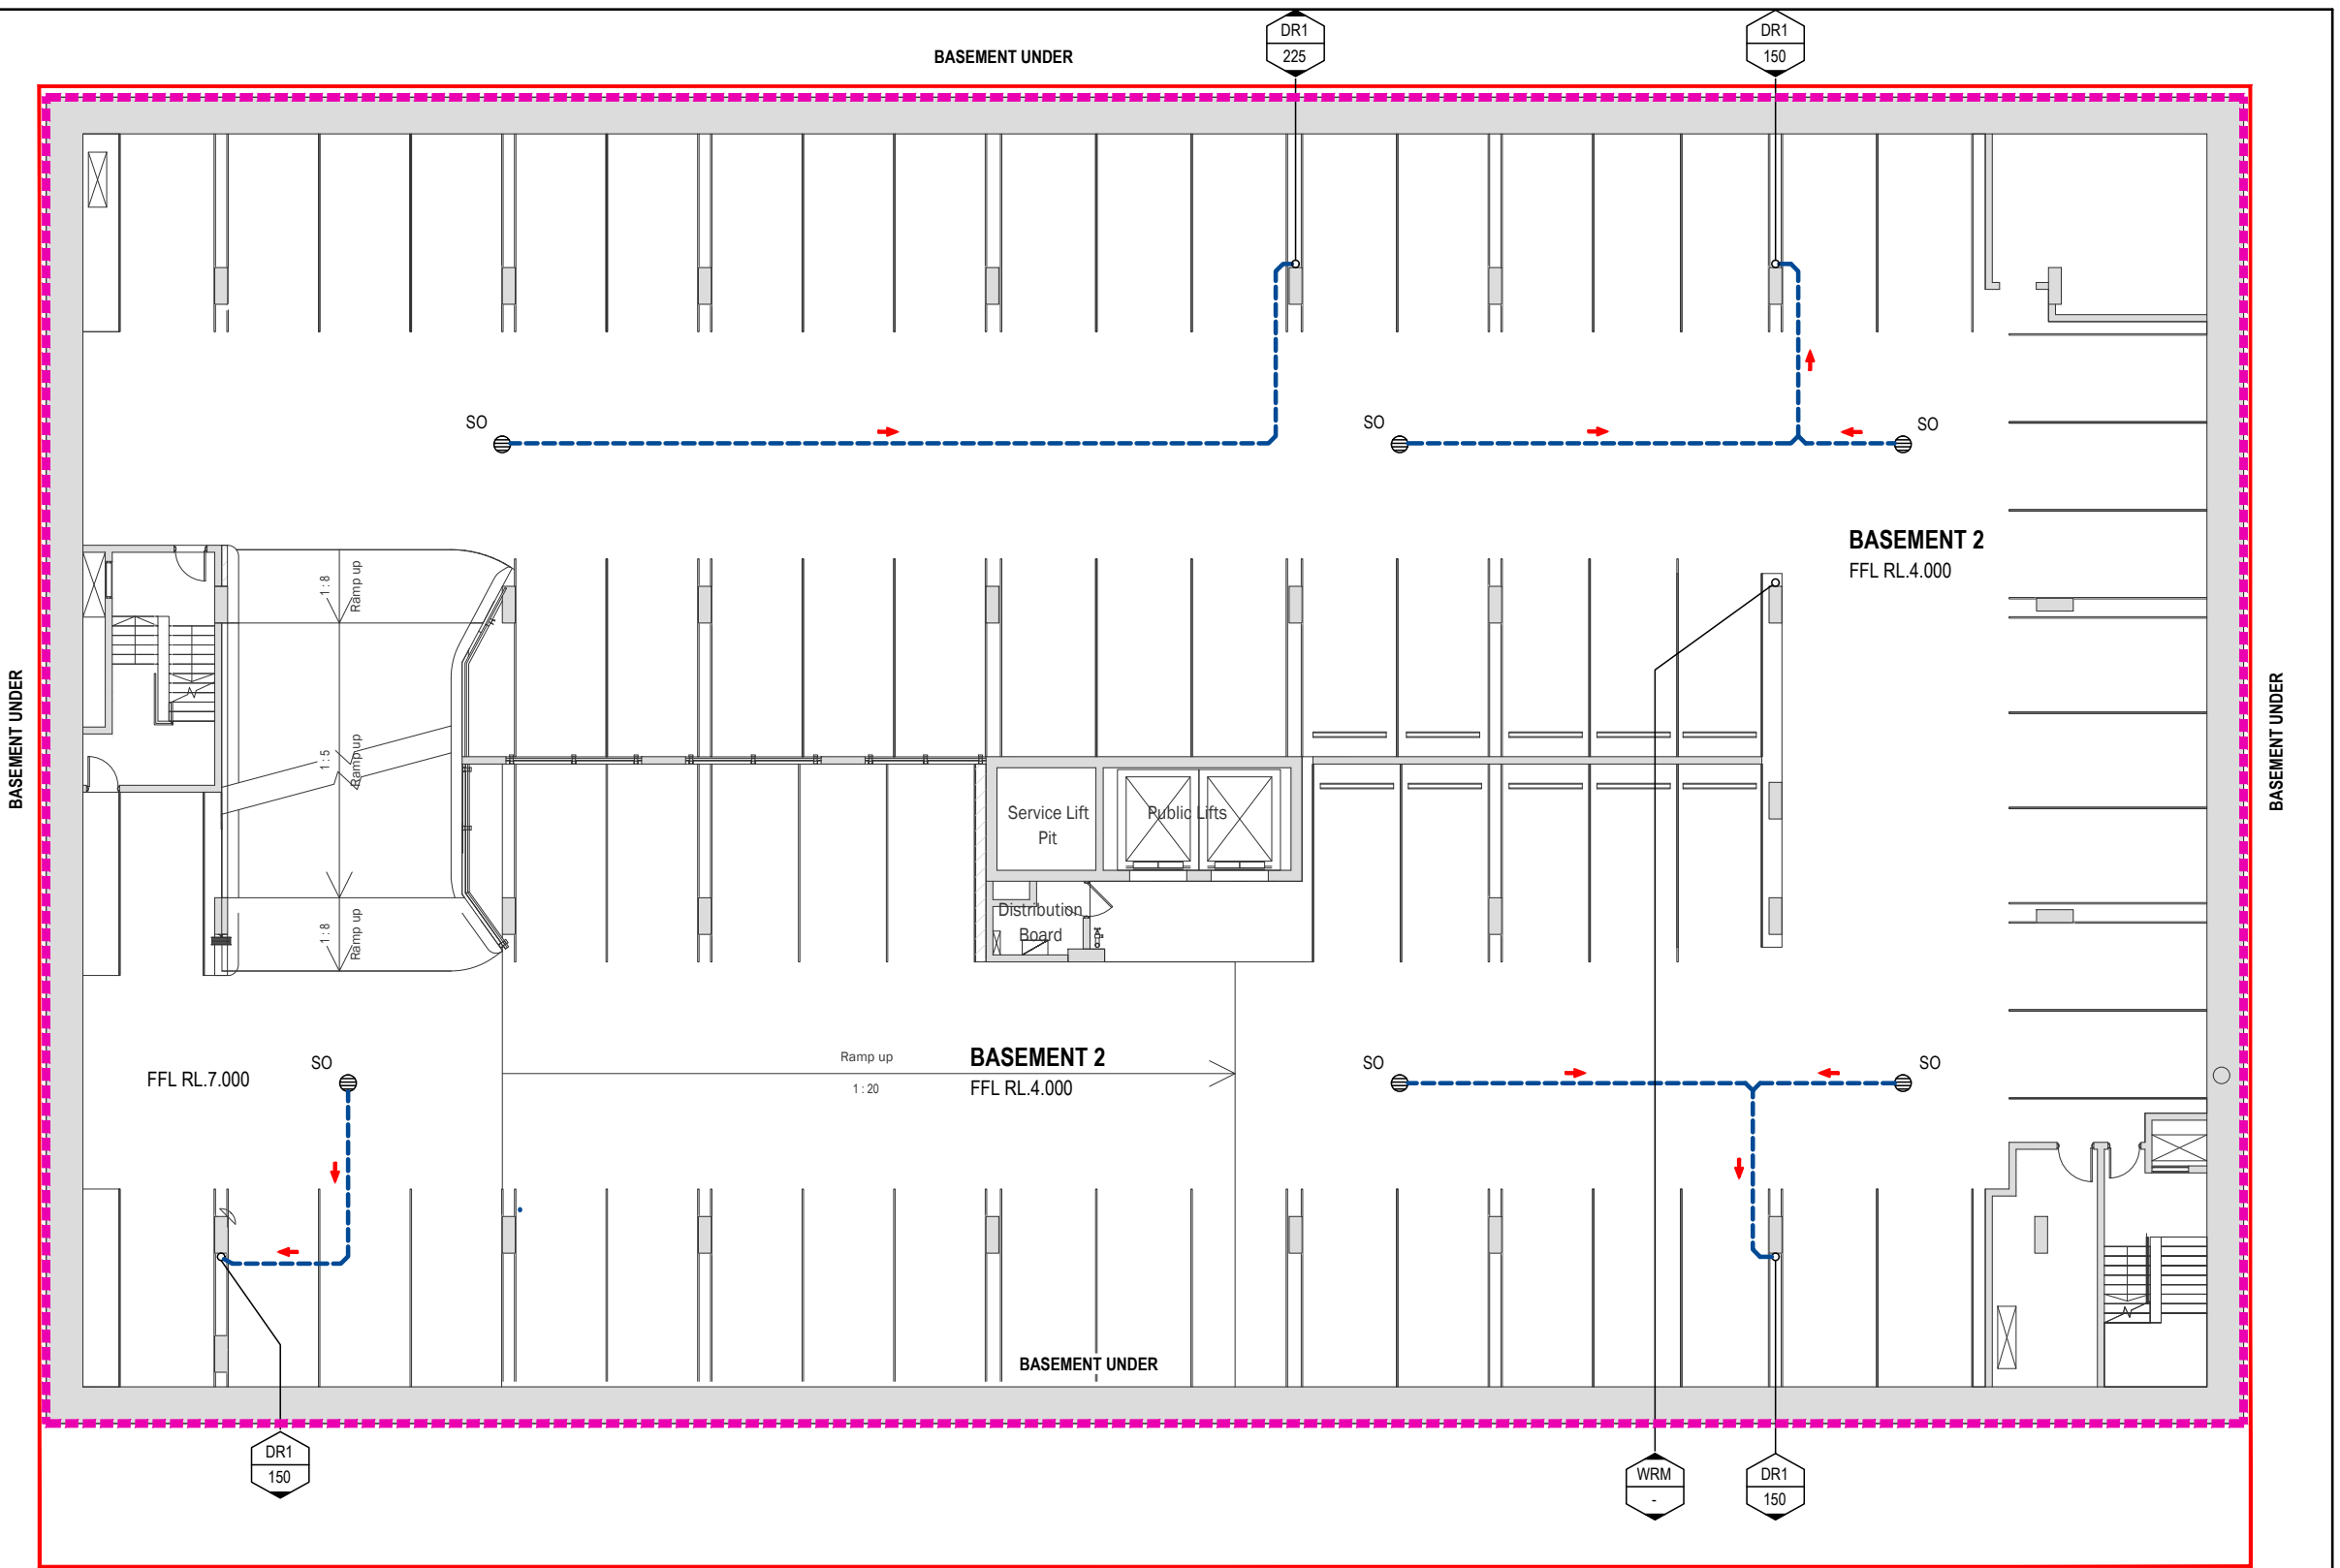 DR1
225
DR1
150
BASEMENT UNDER
SO
SO
SO
BASEMENT 2
FFL RL.4.000
1 : 8
Ramp up
1 : 5
Ramp up
1 : 8
Ramp up
BASEMENT UNDER
BASEMENT UNDER
Service Lift
Pit
Public Lifts
Distribution
Board
FFL RL.7.000
SO
Ramp up
1 : 20
BASEMENT 2
FFL RL.4.000
SO
SO
BASEMENT UNDER
DR1
150
WRM
-
DR1
150